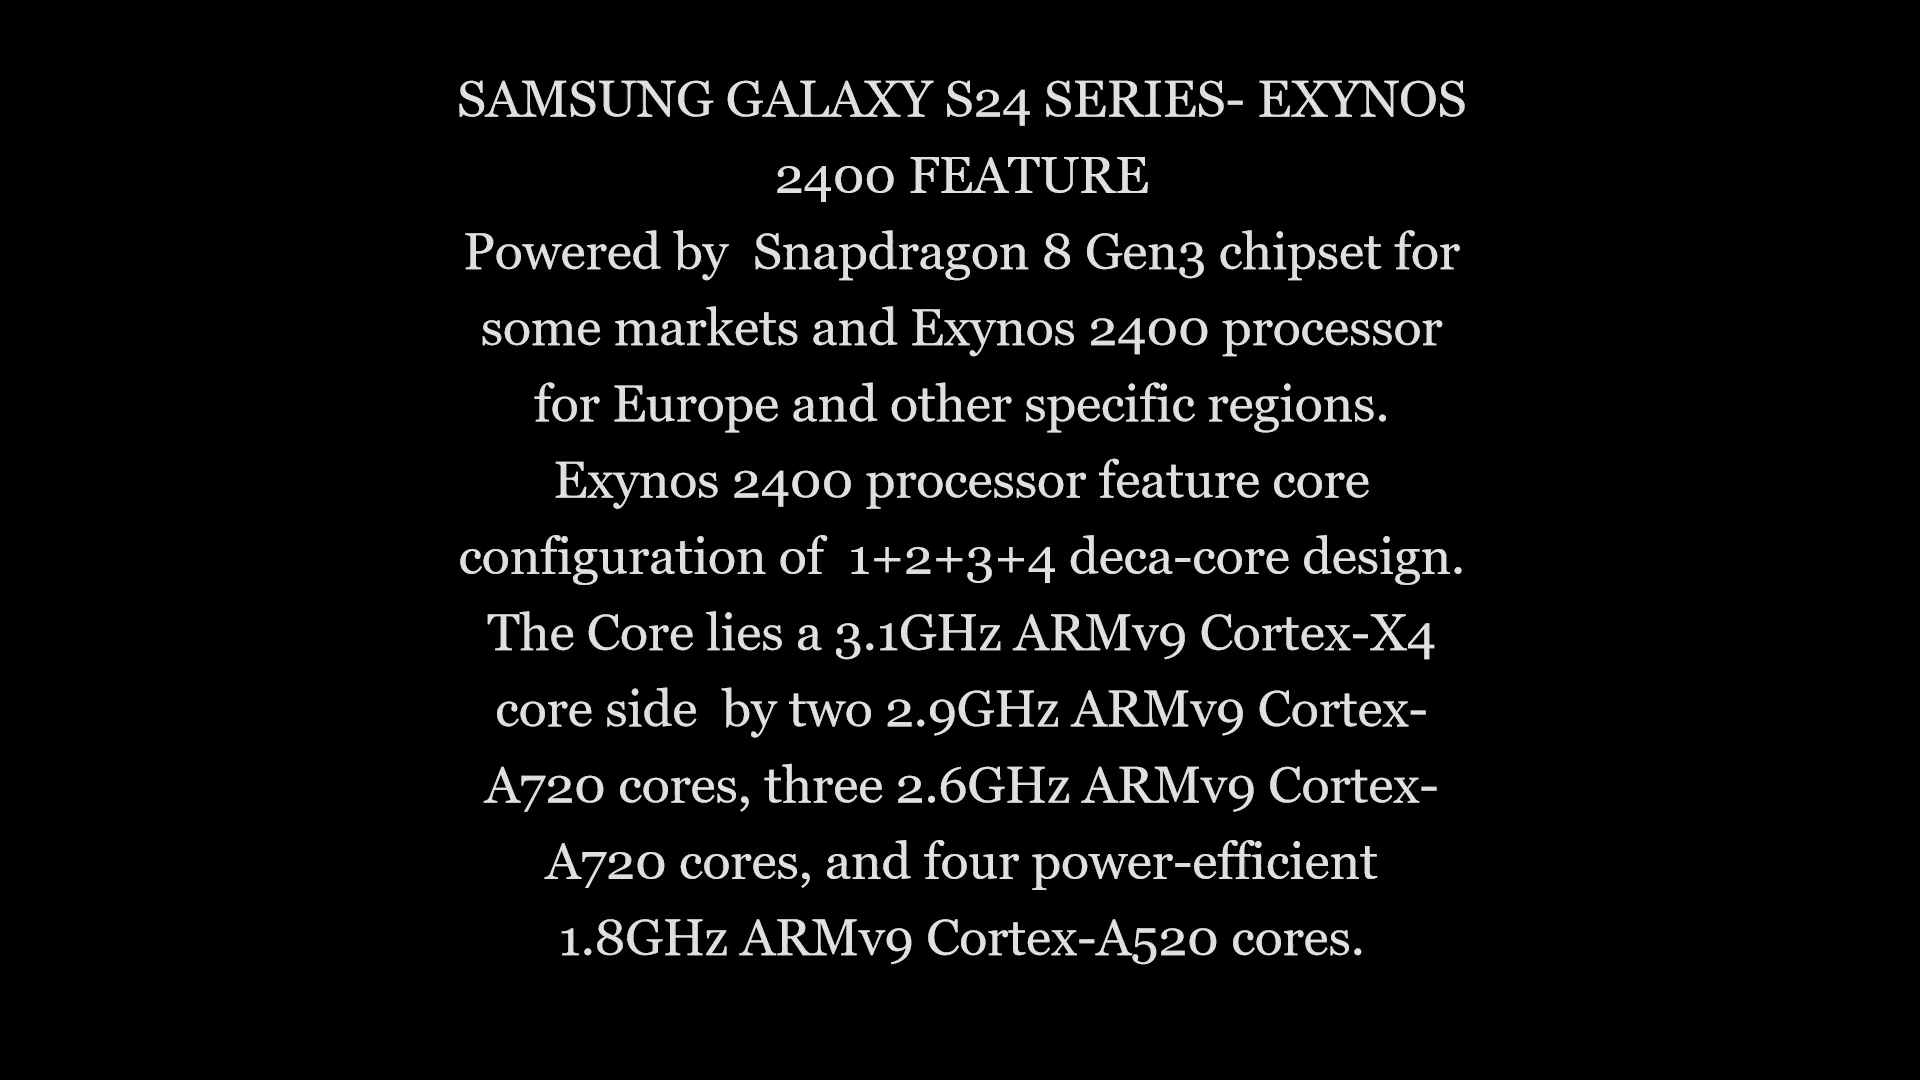 SAMSUNG GALAXY S24 SERIES- EXYNOS
2400 FEATURE
Powered by  Snapdragon 8 Gen3 chipset for
some markets and Exynos 2400 processor
for Europe and other specific regions.
Exynos 2400 processor feature core
configuration of  1+2+3+4 deca-core design.
The Core lies a 3.1GHz ARMv9 Cortex-X4
core side  by two 2.9GHz ARMv9 Cortex-
A720 cores, three 2.6GHz ARMv9 Cortex-
A720 cores, and four power-efficient
1.8GHz ARMv9 Cortex-A520 cores.